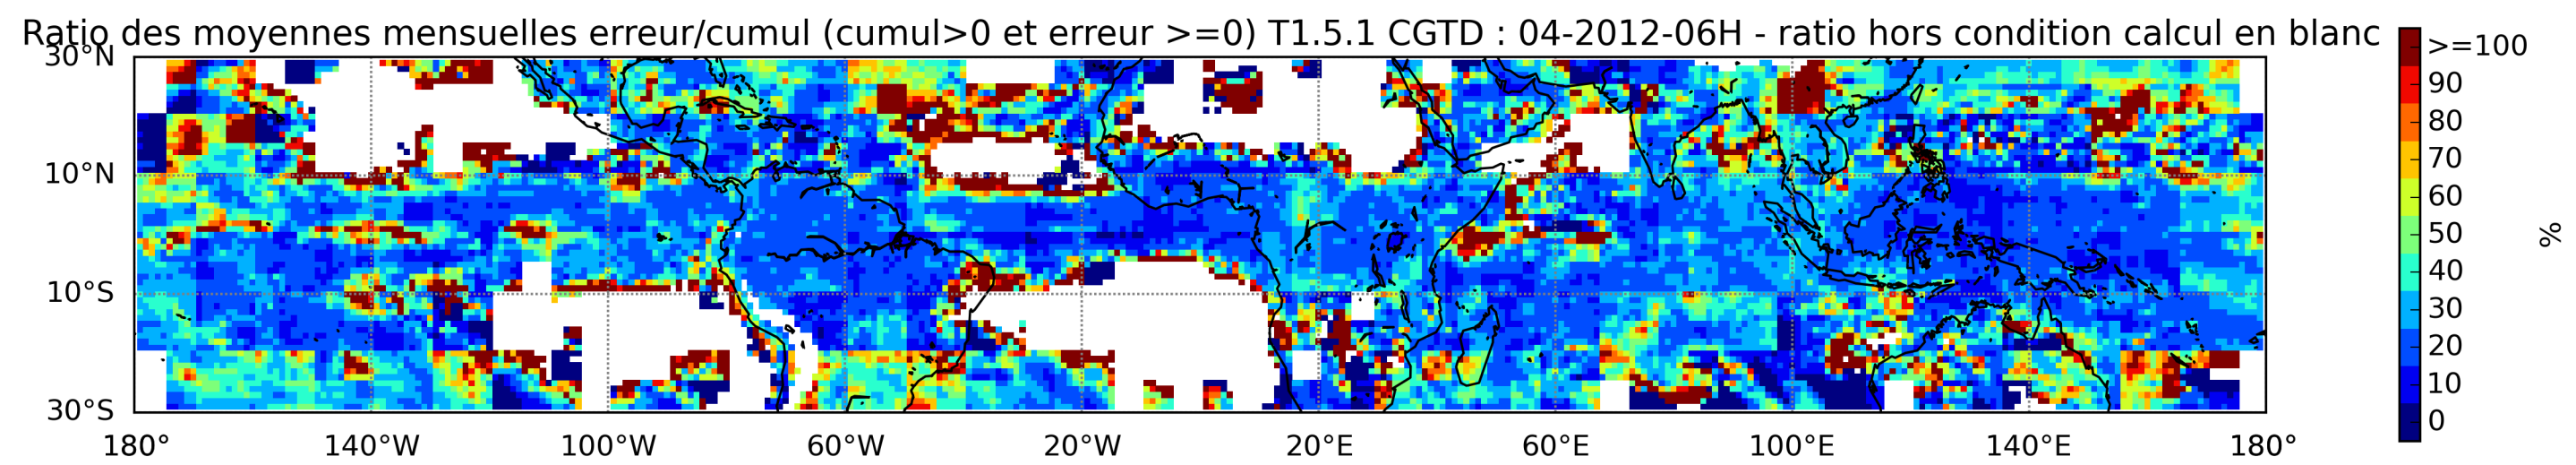 Ratio des moyennes mensuelles erreur/cumul (cumul>0 et erreur >=0) T1.5.1 CGTD : 04-2012-06H - ratio hors condition calcul en blanc
30°N
10°N
10°S
30°S
180° 140°W 100°W 60°W 20°W 20°E 60°E 100°E 140°E 180°
>=100
90
80
70
60
50
40
30
20
10
0
%